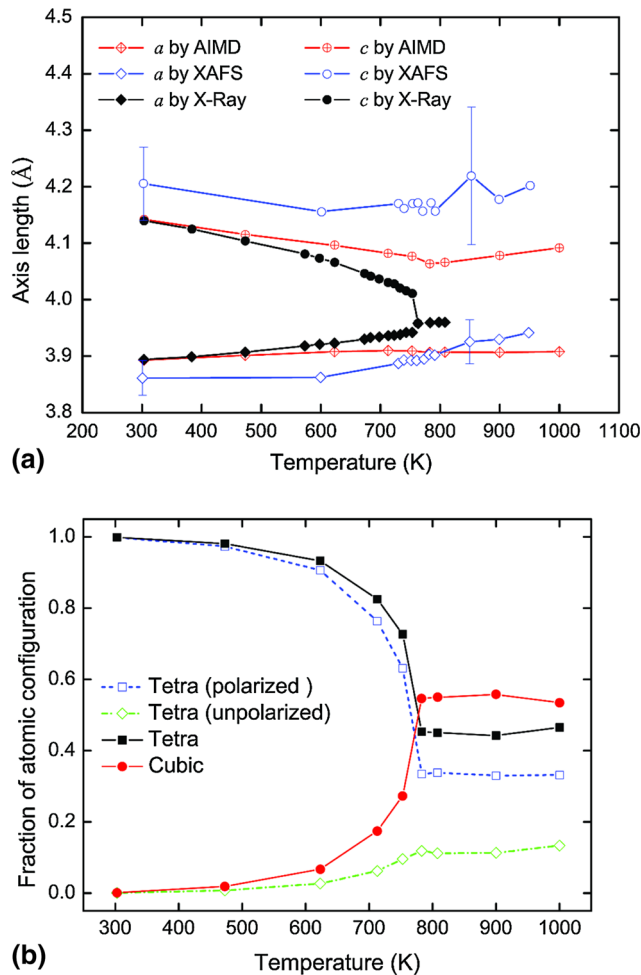 4.5
4.4
4.3
4.2
4.1
4.0
3.9
3.8
Axis length (Å)
a by AIMD
c by AIMD
a by XAFS
c by XAFS
a by X-Ray
c by X-Ray
200 300 400 500 600 700 800 900 1000 1100
Temperature (K)
(a)
1.0
0.8
0.6
0.4
0.2
0.0
Fraction of atomic configuration
Tetra (polarized )
Tetra (unpolarized)
Tetra
Cubic
300 400 500 600 700 800 900 1000
Temperature (K)
(b)